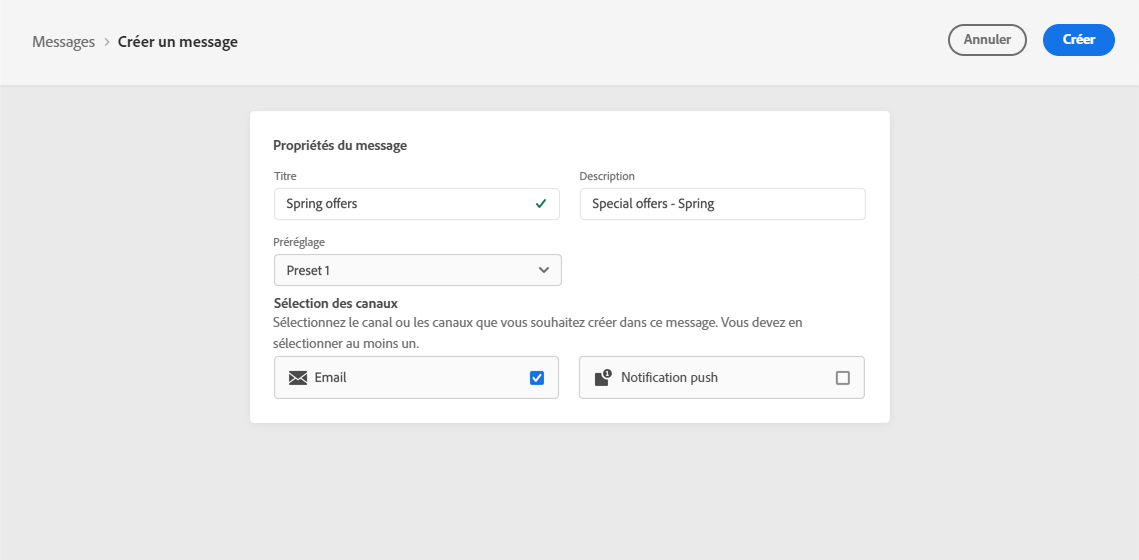 Messages > Créer un message
Annuler
Créer
Propriétés du message
Titre
Description
Spring offers
Special offers - Spring
Préréglage
Preset 1
Sélection des canaux
Sélectionnez le canal ou les canaux que vous souhaitez créer dans ce message. Vous devez en
sélectionner au moins un.
Email
1
Notification push